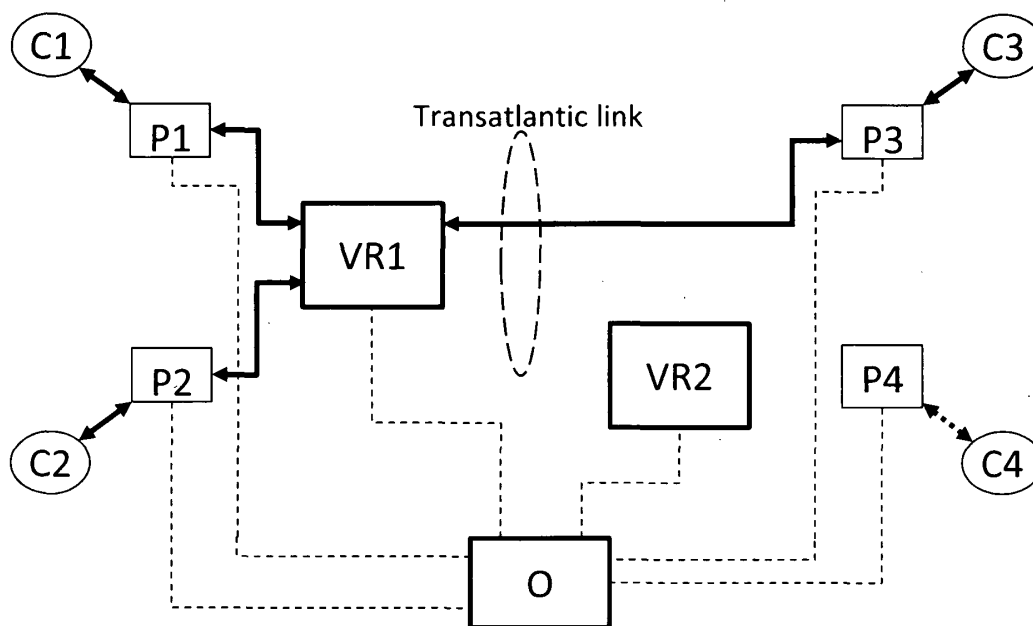 C1
C3
P1
Transatlantic link
P3
VR1
P2
VR2
P4
C2
C4
O